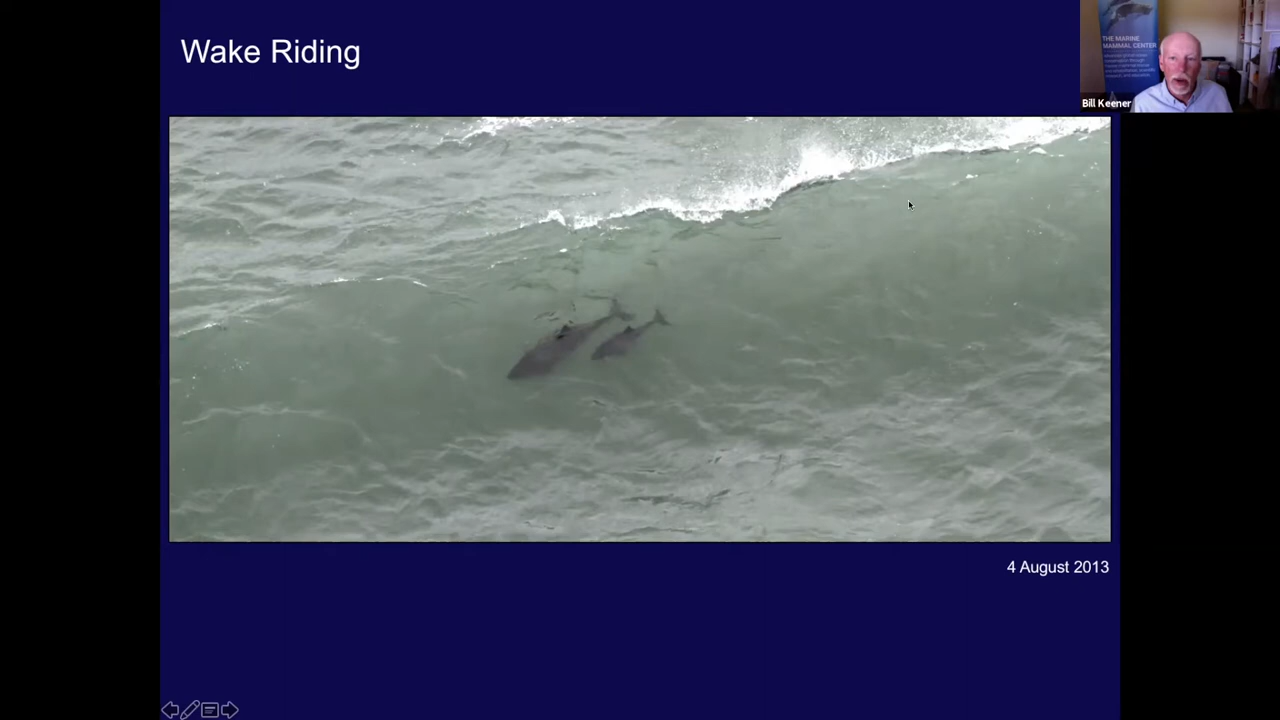 Wake Riding
THE MARINE
MAMMAL CENTER
Bill Keener
4 August 2013